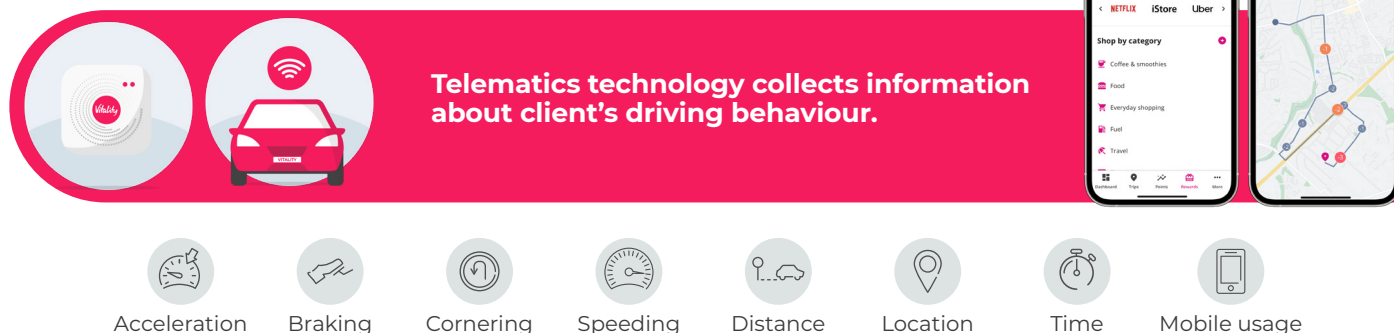 NETFLIX iStore Uber
Shop by category
Coffee & smoothies
Food
Everyday shopping
Fuel
Travel
Dashboard Trips Points Rewards More
Vitality
VITALITY
Telematics technology collects information
about client's driving behaviour.
Acceleration Braking Cornering Speeding Distance Location Time Mobile usage